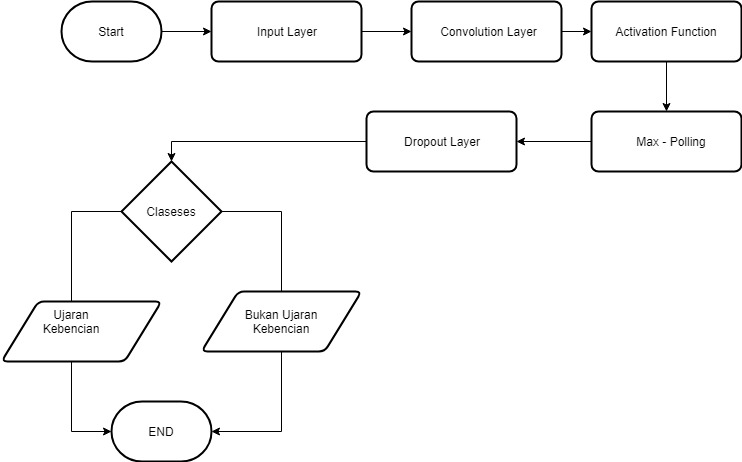 Start
Input Layer
Convolution Layer
Activation Function
Max - Polling
Dropout Layer
Claseses
Ujaran
Kebencian
Bukan Ujaran
Kebencian
END